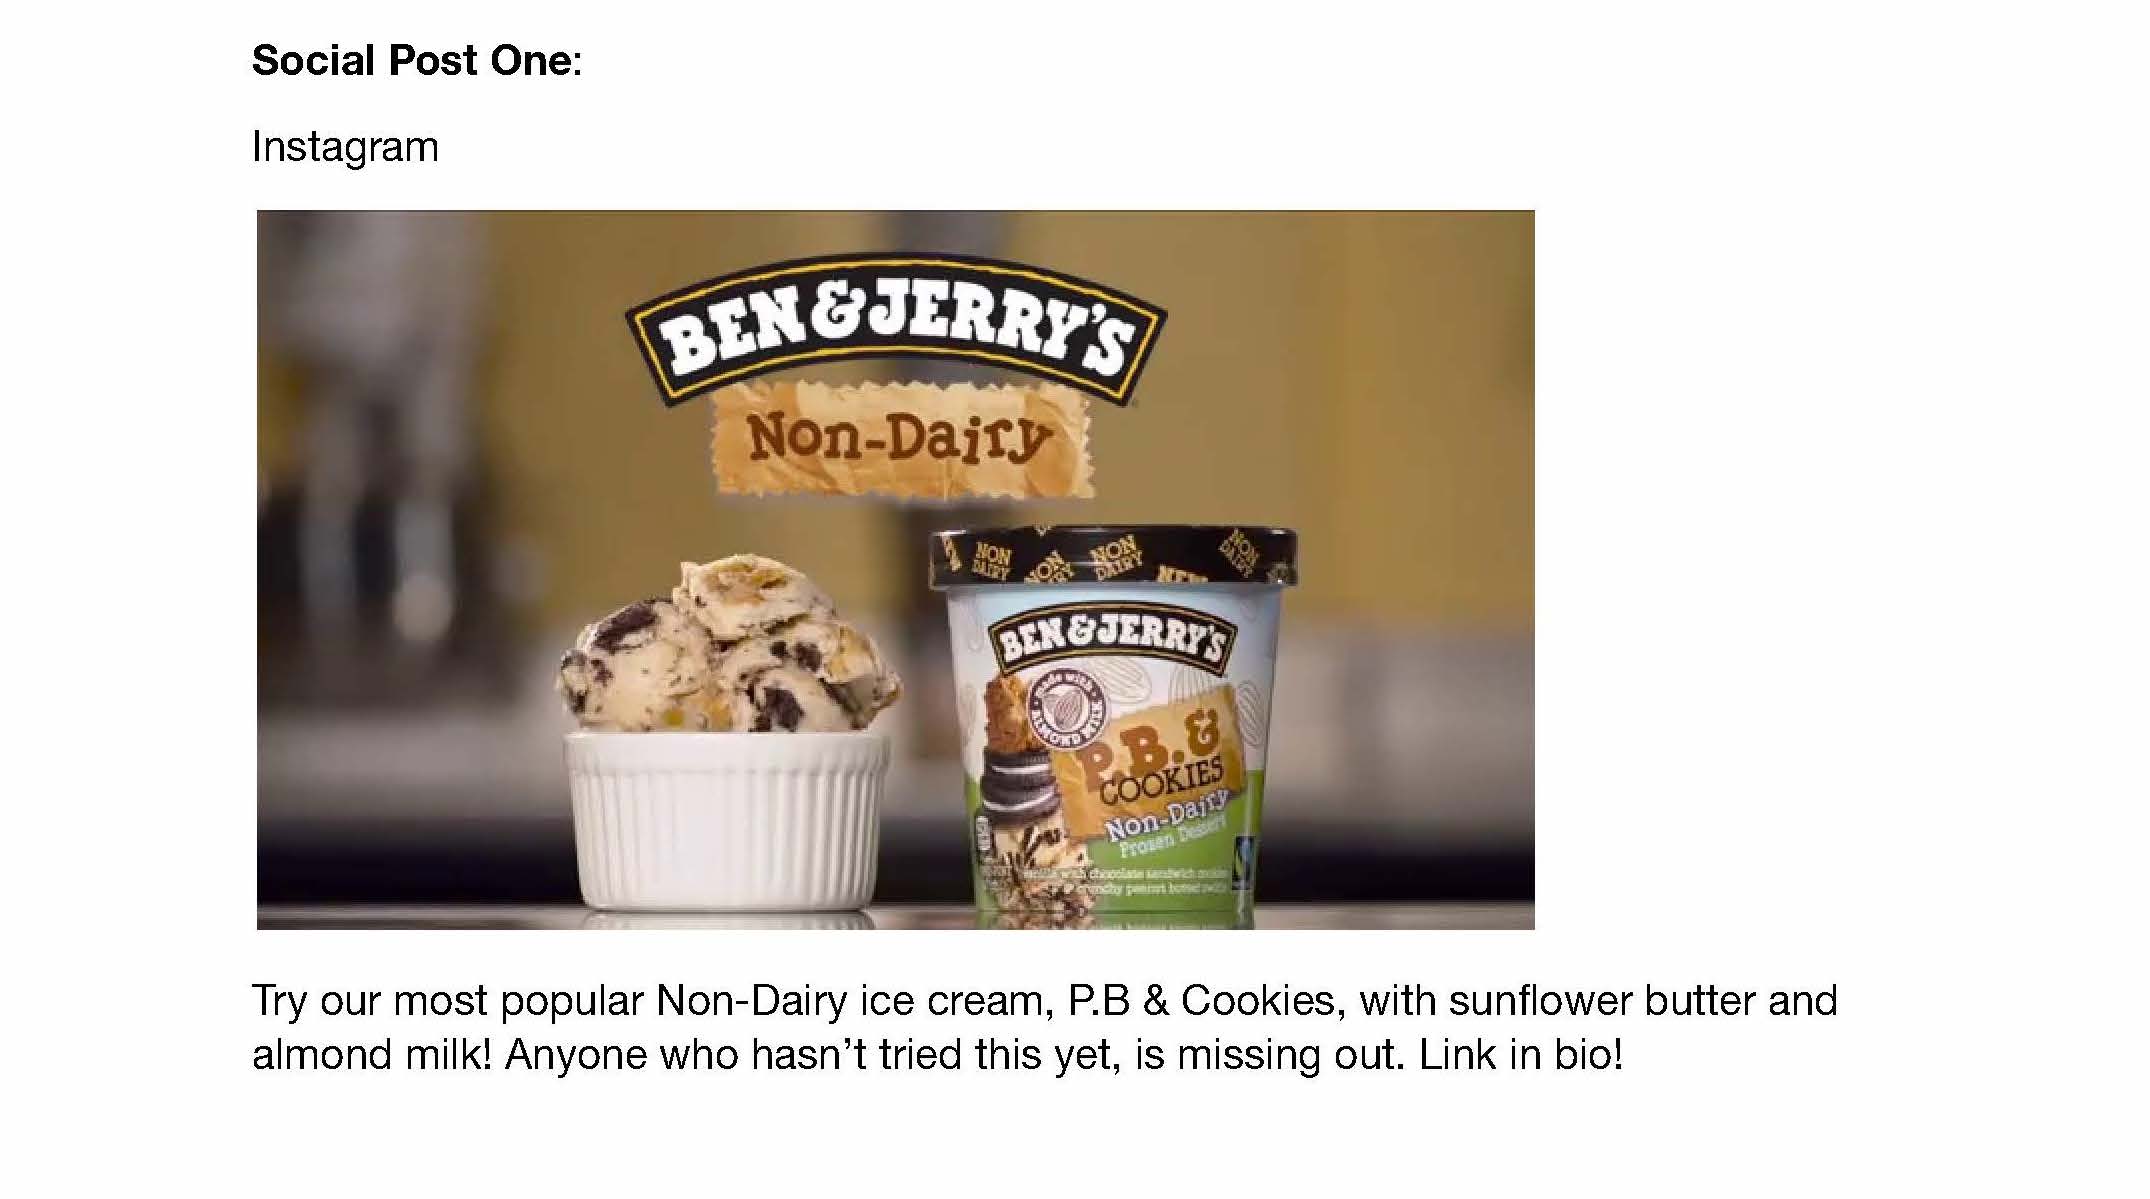 Social Post One:
Instagram
BEN & JERRY'S
Non-Dairy
NON DAIRY
NON DAIRY
NON DAIRY
NON DAIRY
BEN & JERRY'S
Made with
ALMOND MILK
P.B. &
COOKIES
Non-Dairy
Frozen Dessert
vanilla with chocolate sandwich cookies
& crunchy peanut butter swirls
Try our most popular Non-Dairy ice cream, P.B & Cookies, with sunflower butter and
almond milk! Anyone who hasn't tried this yet, is missing out. Link in bio!